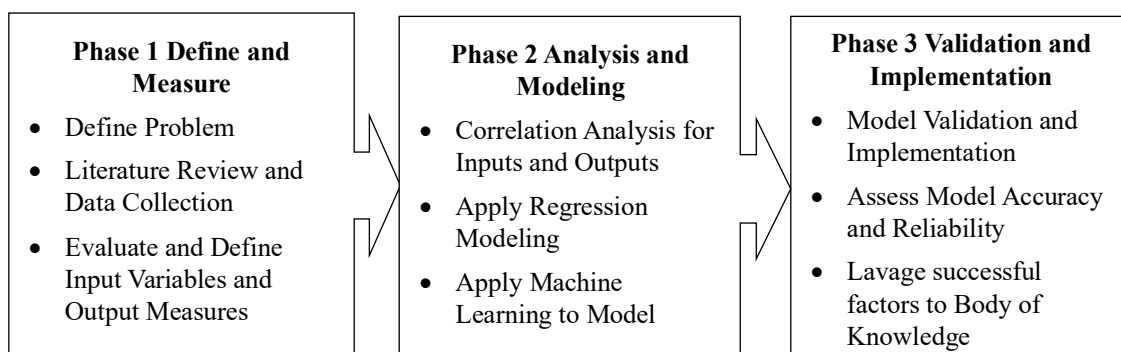 Phase 1 Define and
Measure
• Define Problem
• Literature Review and
Data Collection
• Evaluate and Define
Input Variables and
Output Measures
Phase 2 Analysis and
Modeling
• Correlation Analysis for
Inputs and Outputs
• Apply Regression
Modeling
• Apply Machine
Learning to Model
Phase 3 Validation and
Implementation
• Model Validation and
Implementation
• Assess Model Accuracy
and Reliability
• Lavage successful
factors to Body of
Knowledge